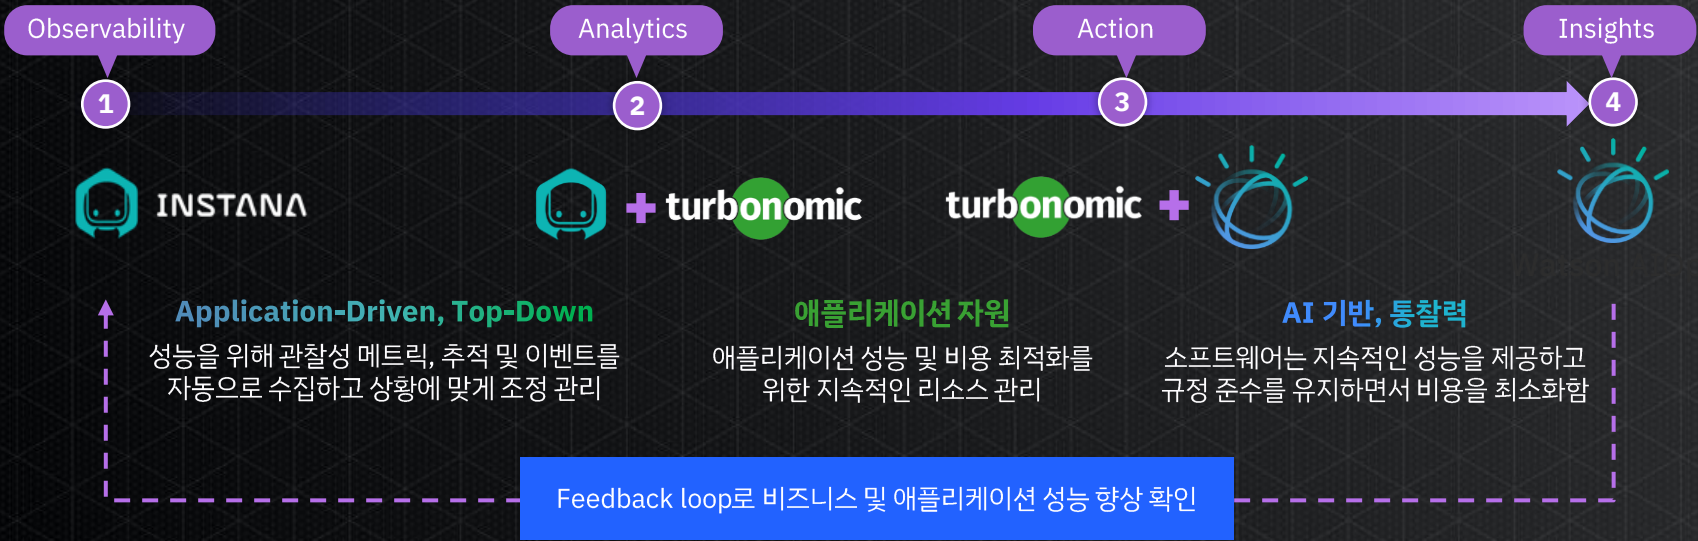 Observability
Analytics
Action
Insights
1
2
3
4
INSTANA
turbonomic
turbonomic
Application-Driven, Top-Down
성능을 위해 관찰성 메트릭, 추적 및 이벤트를
자동으로 수집하고 상황에 맞게 조정 관리
애플리케이션 자원
애플리케이션 성능 및 비용 최적화를
위한 지속적인 리소스 관리
AI 기반, 통찰력
소프트웨어는 지속적인 성능을 제공하고
규정 준수를 유지하면서 비용을 최소화함
Feedback loop로 비즈니스 및 애플리케이션 성능 향상 확인